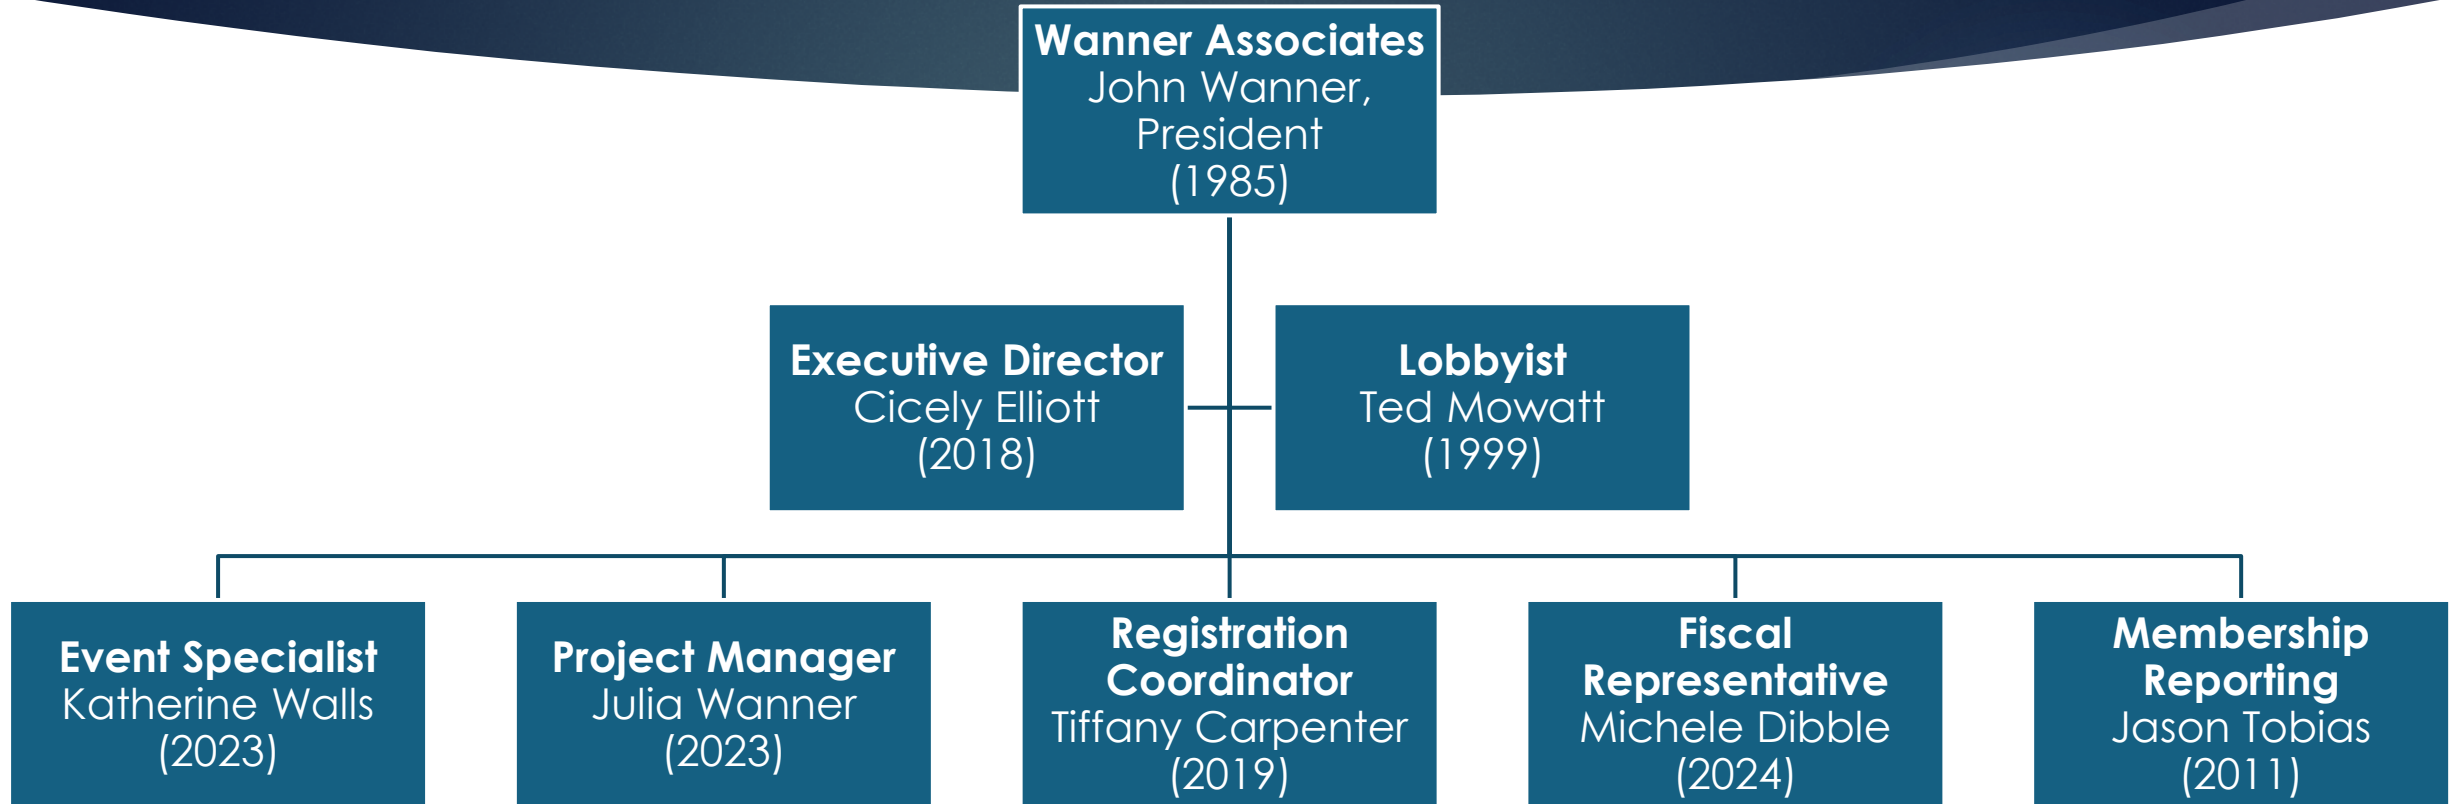 Wanner Associates
John Wanner,
President
(1985)
Executive Director
Cicely Elliott
(2018)
Lobbyist
Ted Mowatt
(1999)
Event Specialist
Katherine Walls
(2023)
Project Manager
Julia Wanner
(2023)
Registration
Coordinator
Tiffany Carpenter
(2019)
Fiscal
Representative
Michele Dibble
(2024)
Membership
Reporting
Jason Tobias
(2011)